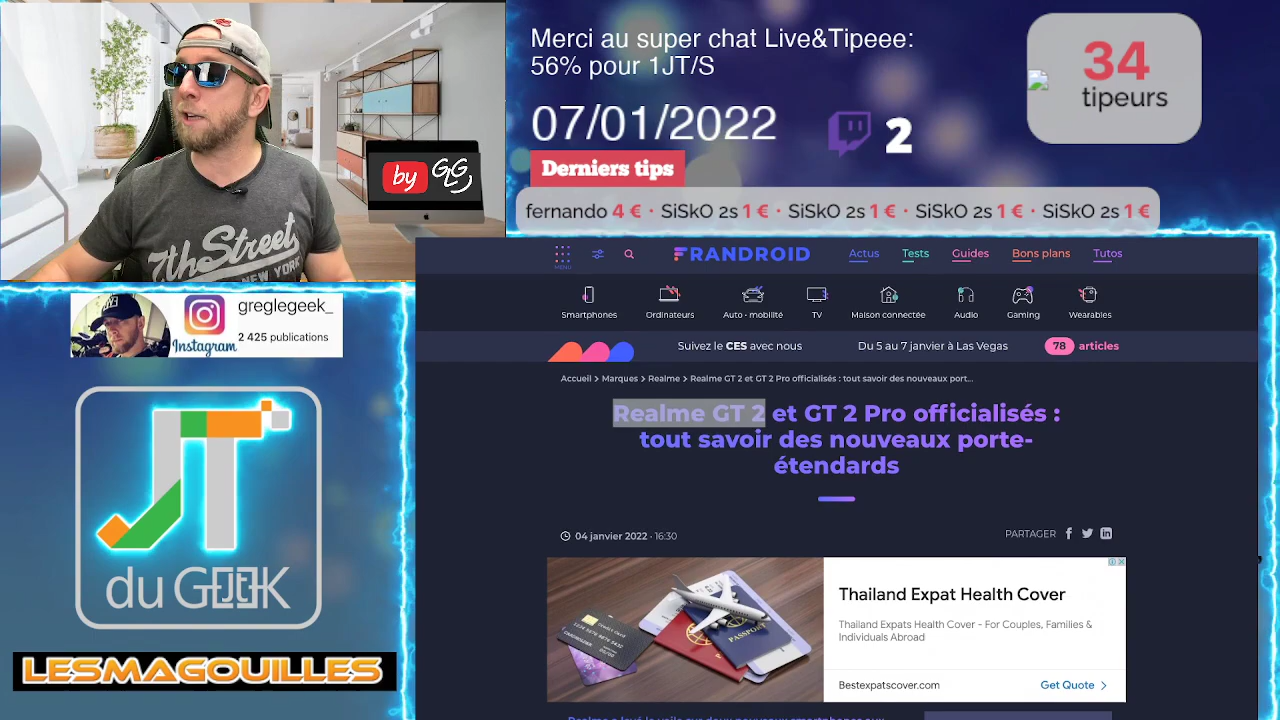 Merci au super chat Live&Tipeee:
56% pour 1JT/S
34
tipeurs
07/01/2022
2
Derniers tips
fernando 4 € · SiSkO 2s 1 € · SiSkO 2s 1 € · SiSkO 2s 1 € · SiSkO 2s 1 €
7th Street
NEW YORK
by GLG
greglegeek_
2 425 publications
Instagram
JT
du GEEK
LESMAGOUILLES
MENU
FRANDROID
Actus Tests Guides Bons plans Tutos
Smartphones Ordinateurs Auto • mobilité TV Maison connectée Audio Gaming Wearables
Suivez le CES avec nous Du 5 au 7 janvier à Las Vegas 78 articles
Accueil > Marques > Realme > Realme GT 2 et GT 2 Pro officialisés : tout savoir des nouveaux port...
Realme GT 2 et GT 2 Pro officialisés :
tout savoir des nouveaux porte-
étendards
04 janvier 2022 · 16:30
PARTAGER
Thailand Expat Health Cover
Thailand Expats Health Cover - For Couples, Families &
Individuals Abroad
Bestexpatscover.com
Get Quote
PASSPORT